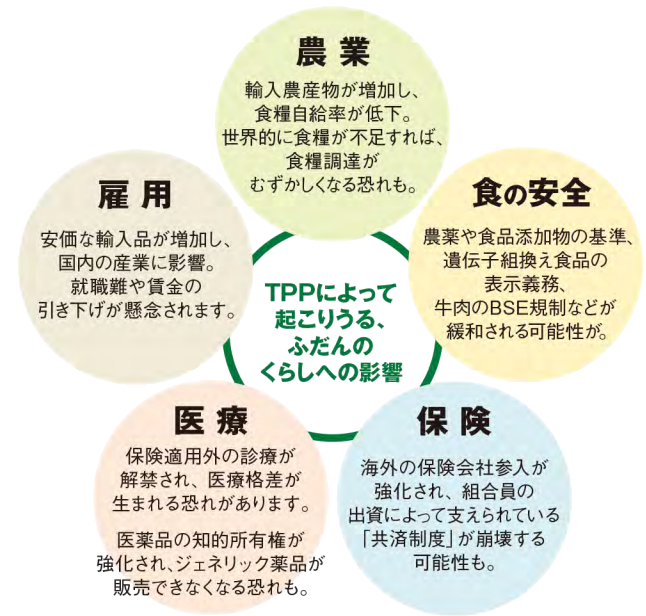 農業
輸入農産物が増加し、
食糧自給率が低下。
世界的に食糧が不足すれば、
食糧調達が
むずかしくなる恐れも。
食の安全
農薬や食品添加物の基準、
遺伝子組換え食品の
表示義務、
牛肉のBSE規制などが
緩和される可能性が。
保険
海外の保険会社参入が
強化され、組合員の
出資によって支えられている
「共済制度」が崩壊する
可能性も。
医療
保険適用外の診療が
解禁され、医療格差が
生まれる恐れがあります。
医薬品の知的所有権が
強化され、ジェネリック薬品が
販売できなくなる恐れも。
雇用
安価な輸入品が増加し、
国内の産業に影響。
就職難や賃金の
引き下げが懸念されます。
TPPによって
起こりうる、
ふだんの
くらしへの影響